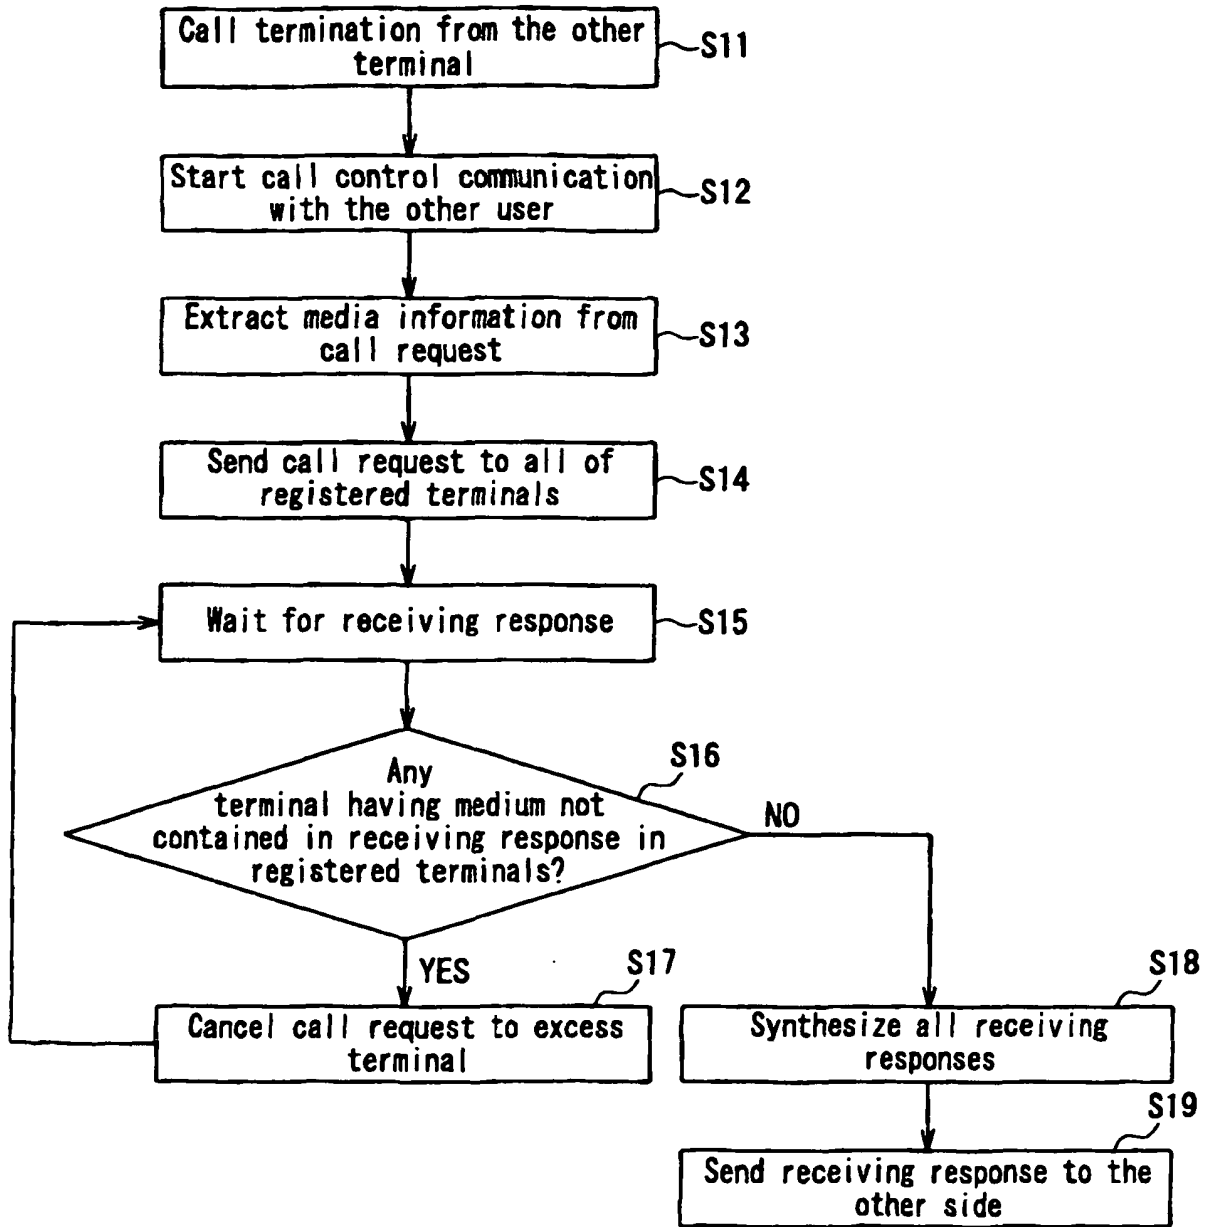 Call termination from the other
terminal
S11
Start call control communication
with the other user
S12
Extract media information from
call request
S13
Send call request to all of
registered terminals
S14
Wait for receiving response
S15
Any
terminal having medium not
contained in receiving response in
registered terminals?
S16
NO
YES
S17
Cancel call request to excess
terminal
S18
Synthesize all receiving
responses
S19
Send receiving response to the
other side